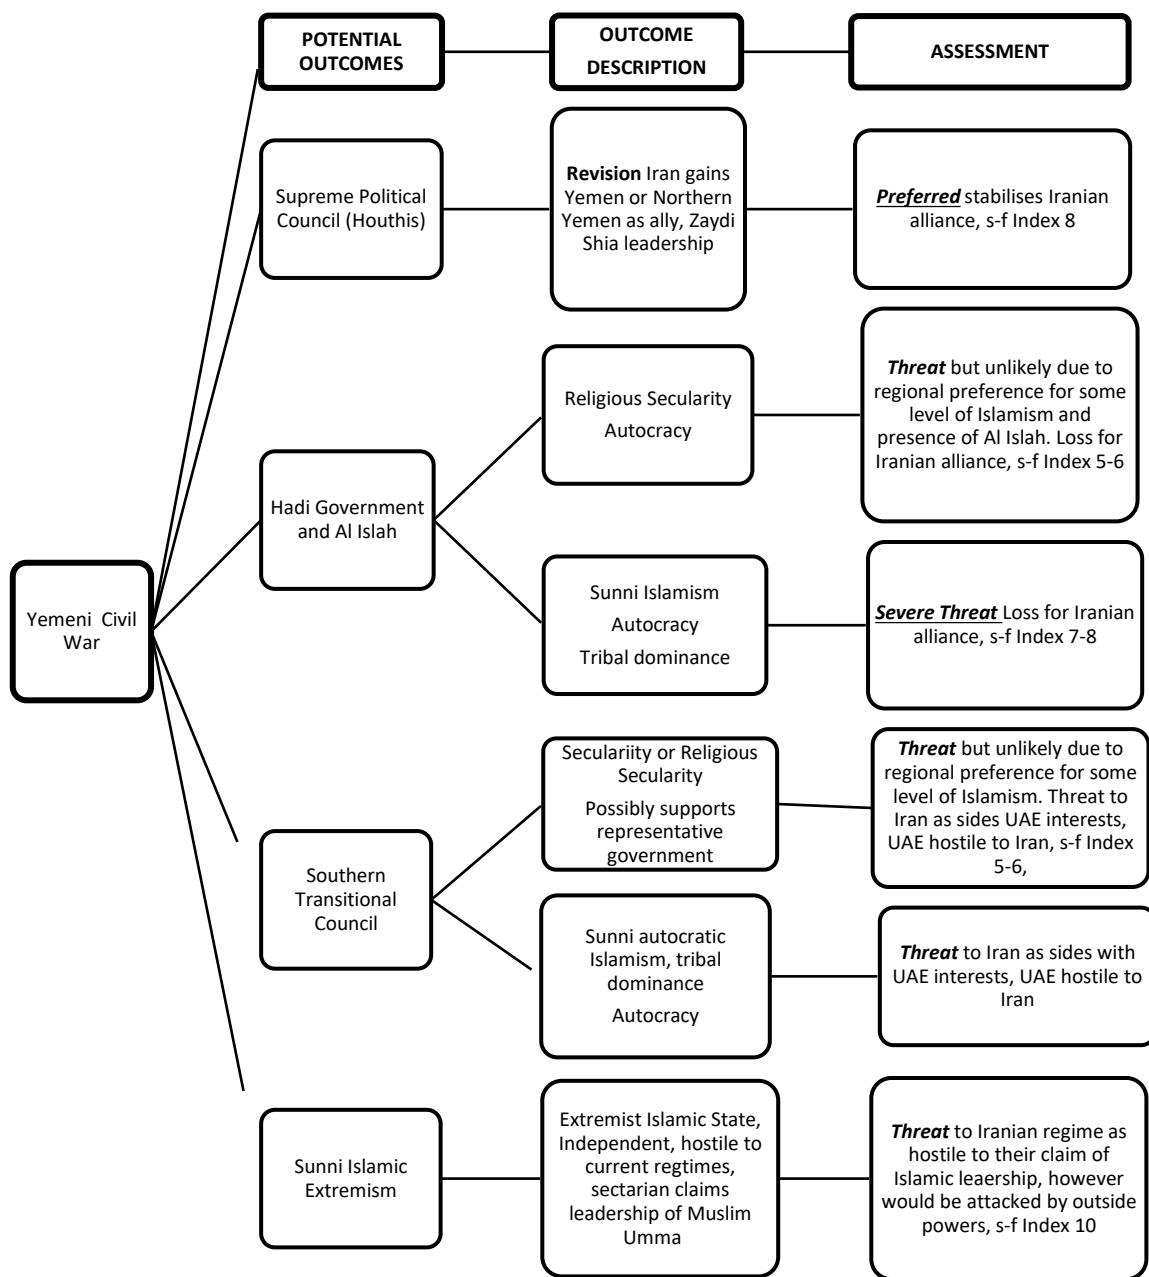 POTENTIAL
OUTCOMES
OUTCOME
DESCRIPTION
ASSESSMENT
Supreme Political
Council (Houthis)
Revision Iran gains
Yemen or Northern
Yemen as ally, Zaydi
Shia leadership
Preferred stabilises Iranian
alliance, s-f Index 8
Yemeni Civil
War
Hadi Government
and Al Islah
Religious Secularity
Autocracy
Threat but unlikely due to
regional preference for some
level of Islamism and
presence of Al Islah. Loss for
Iranian alliance, s-f Index 5-6
Sunni Islamism
Autocracy
Tribal dominance
Severe Threat Loss for Iranian
alliance, s-f Index 7-8
Southern
Transitional
Council
Seculariity or Religious
Secularity
Possibly supports
representative
government
Threat but unlikely due to
regional preference for some
level of Islamism. Threat to
Iran as sides UAE interests,
UAE hostile to Iran, s-f Index
5-6,
Sunni autocratic
Islamism, tribal
dominance
Autocracy
Threat to Iran as sides with
UAE interests, UAE hostile to
Iran
Sunni Islamic
Extremism
Extremist Islamic State,
Independent, hostile to
current regtimes,
sectarian claims
leadership of Muslim
Umma
Threat to Iranian regime as
hostile to their claim of
Islamic leaership, however
would be attacked by outside
powers, s-f Index 10